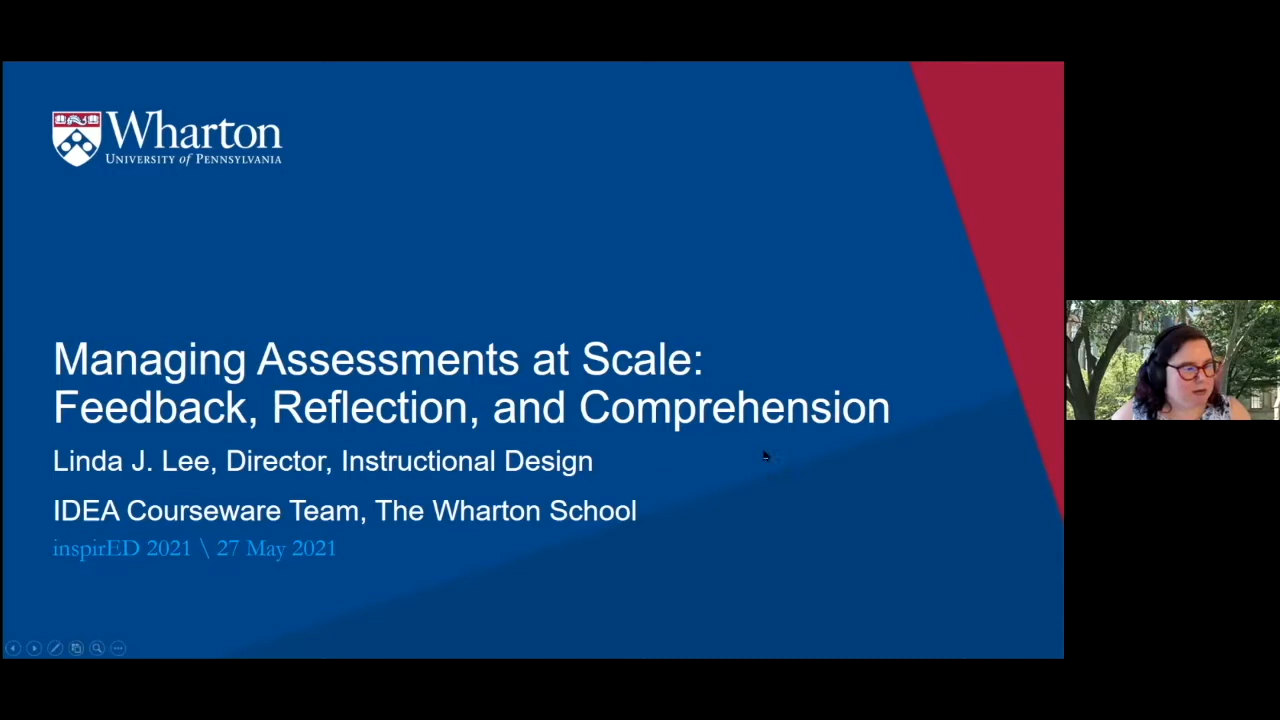 Wharton
UNIVERSITY of PENNSYLVANIA
Managing Assessments at Scale:
Feedback, Reflection, and Comprehension
Linda J. Lee, Director, Instructional Design
IDEA Courseware Team, The Wharton School
inspirED 2021 \ 27 May 2021